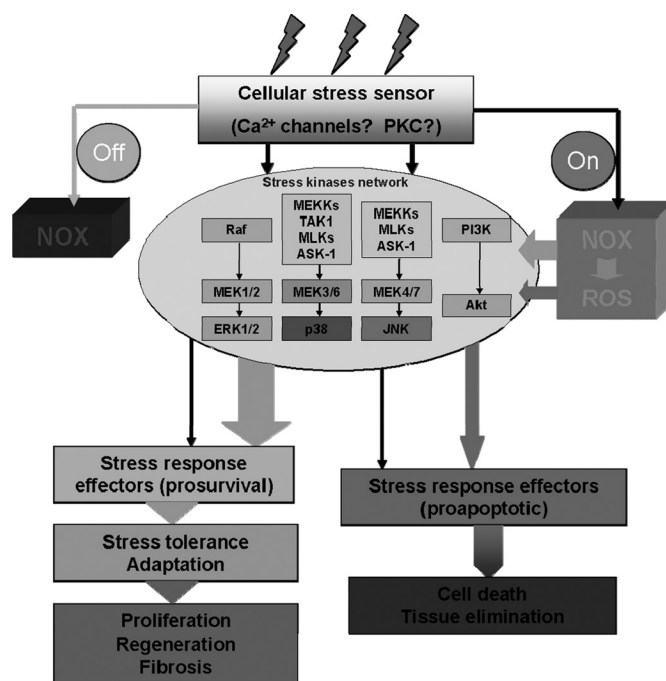 Cellular stress sensor
(Ca²⁺ channels? PKC?)
Off
On
NOX
Stress kinases network
Raf
MEK1/2
ERK1/2
MEKKs
TAK1
MLKs
ASK-1
MEK3/6
p38
MEKKs
MLKs
ASK-1
MEK4/7
JNK
PI3K
Akt
NOX
ROS
Stress response
effectors (prosurvival)
Stress tolerance
Adaptation
Proliferation
Regeneration
Fibrosis
Stress response effectors
(proapoptotic)
Cell death
Tissue elimination